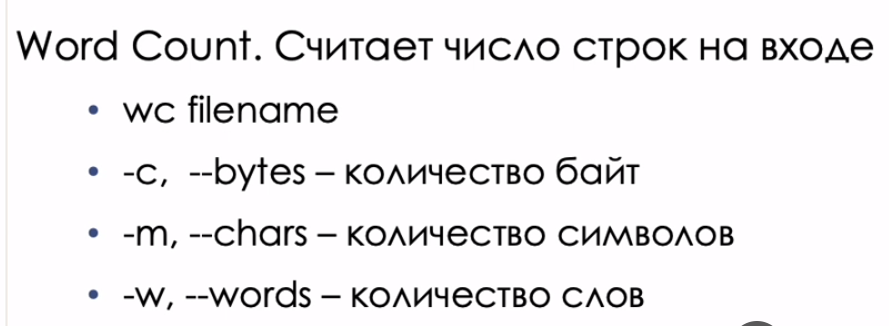 Word Count. Считает число строк на входе
• wc filename
• -c, --bytes – количество байт
• -m, --chars – количество символов
• -w, --words – количество слов